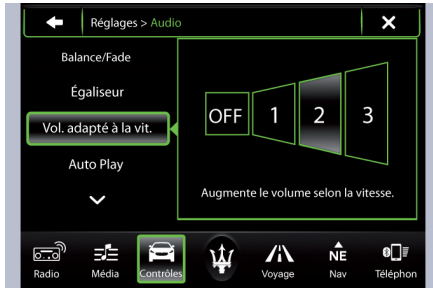 Réglages > Audio
X
Balance/Fade
Égaliseur
Vol. adapté à la vit.
Auto Play
OFF 1 2 3
Augmente le volume selon la vitesse.
NE
Radio Média Contrôles Voyage Nav Téléphon